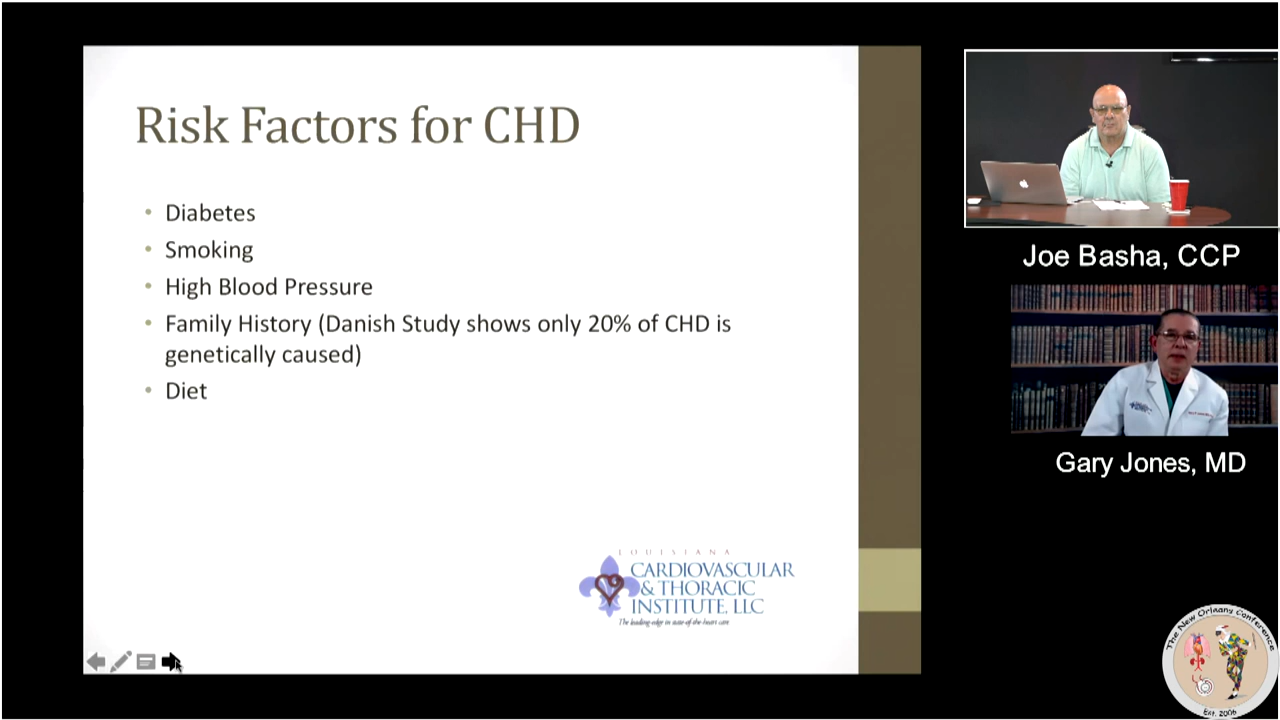 Risk Factors for CHD
• Diabetes
• Smoking
• High Blood Pressure
• Family History (Danish Study shows only 20% of CHD is
genetically caused)
• Diet
LOUISIANA
CARDIOVASCULAR
& THORACIC
INSTITUTE, LLC
The leading edge in state-of-the-heart care
Joe Basha, CCP
Gary Jones, MD
The New Orleany Conference
Est. 2006